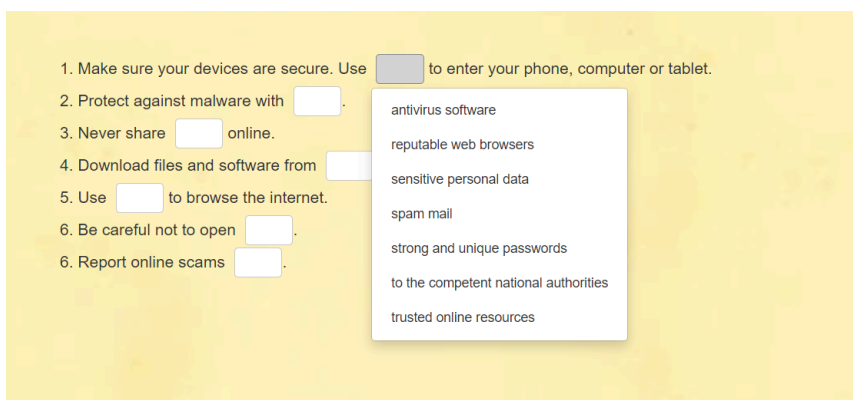 1. Make sure your devices are secure. Use to enter your phone, computer or tablet.
2. Protect against malware with .
3. Never share online.
4. Download files and software from
5. Use to browse the internet.
6. Be careful not to open .
6. Report online scams .
antivirus software
reputable web browsers
sensitive personal data
spam mail
strong and unique passwords
to the competent national authorities
trusted online resources